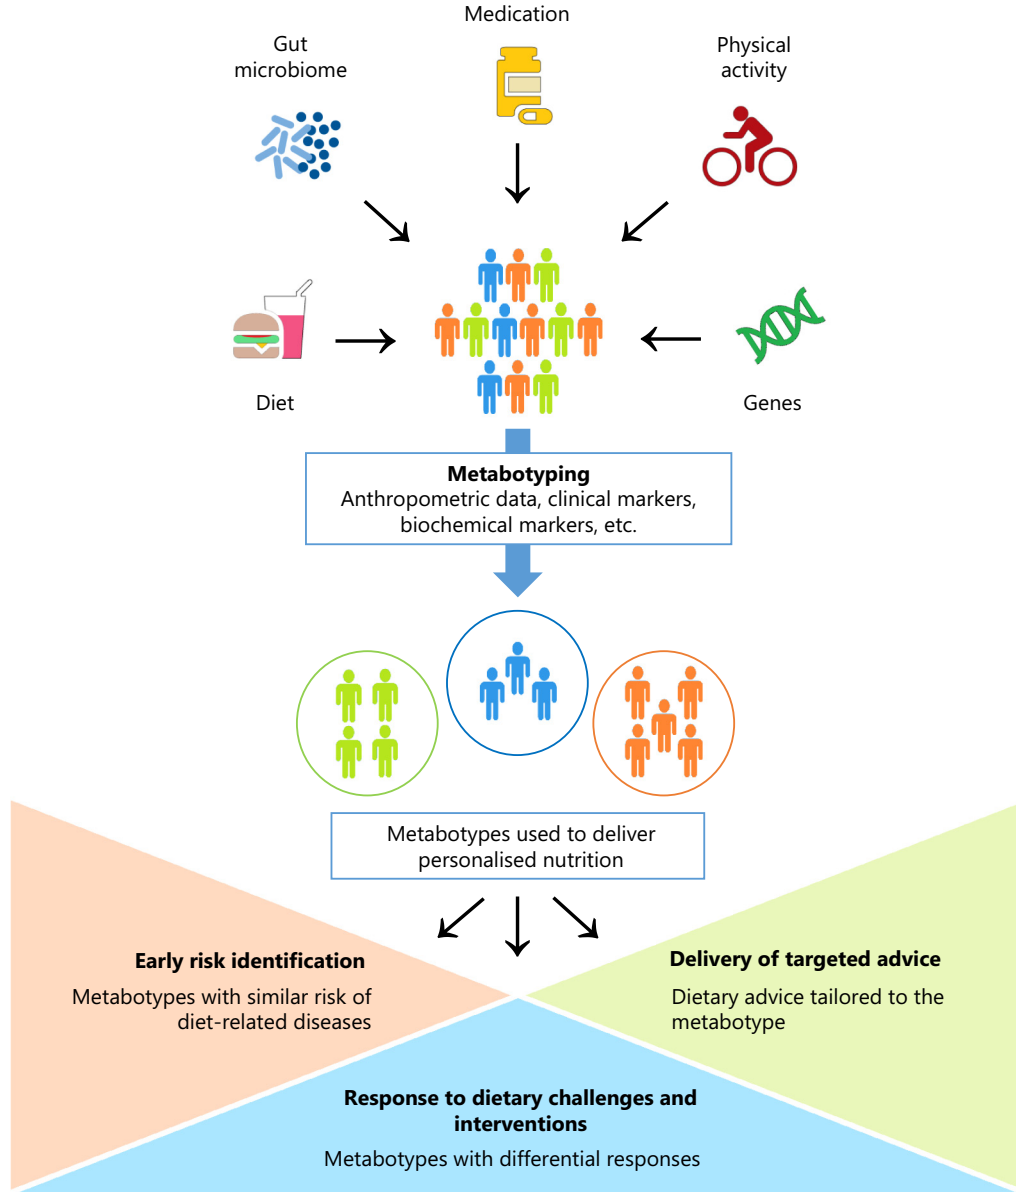 Medication
Gut
microbiome
Physical
activity
Diet
Genes
Metabotyping
Anthropometric data, clinical markers,
biochemical markers, etc.
Metabotypes used to deliver
personalised nutrition
Early risk identification
Metabotypes with similar risk of
diet-related diseases
Delivery of targeted advice
Dietary advice tailored to the
metabotype
Response to dietary challenges and
interventions
Metabotypes with differential responses